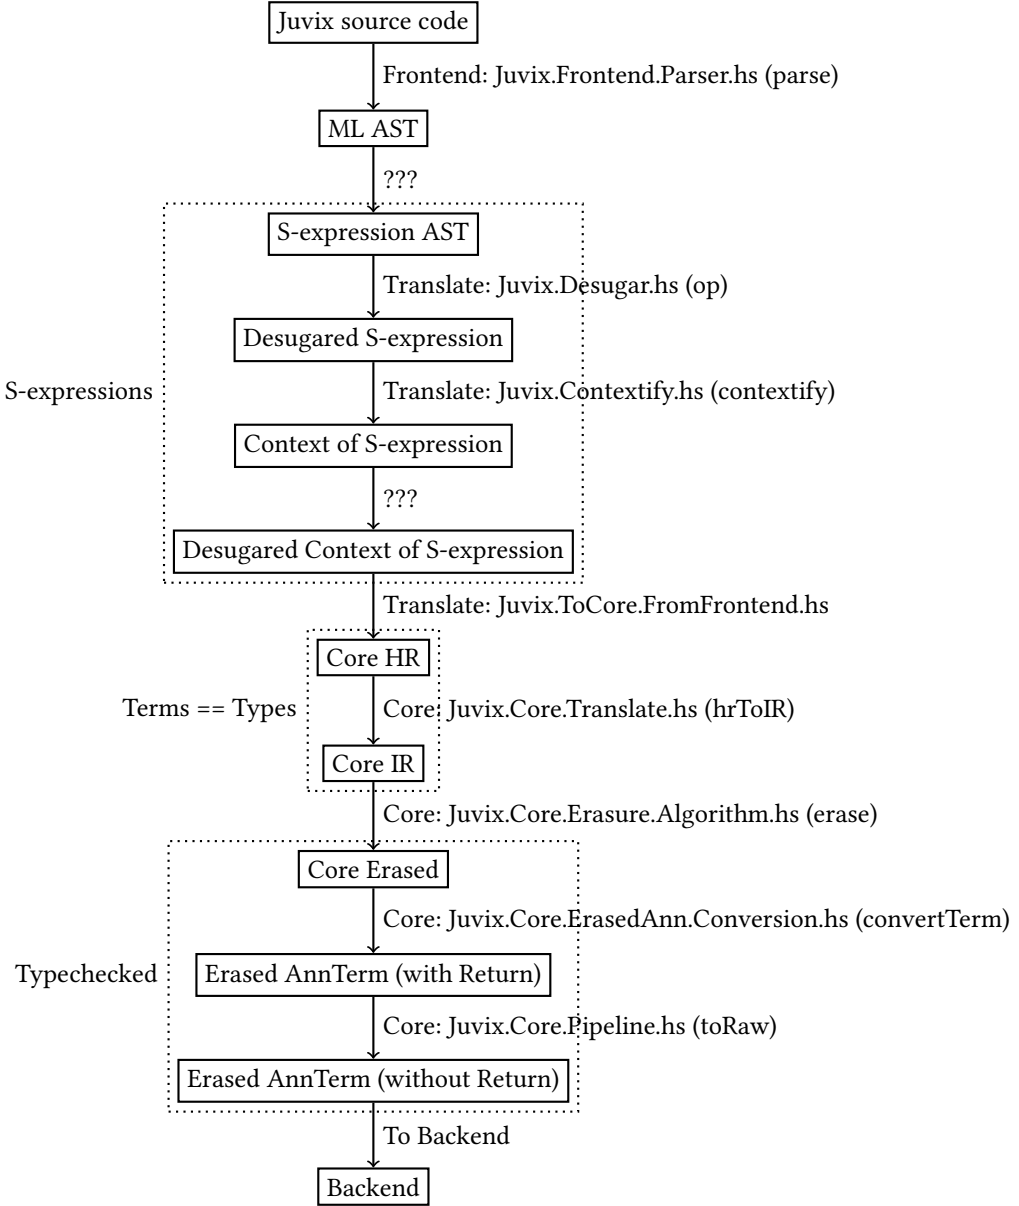 Juvix source code
Frontend: Juvix.Frontend.Parser.hs (parse)
ML AST
???
S-expression AST
Translate: Juvix.Desugar.hs (op)
Desugared S-expression
S-expressions
Translate: Juvix.Contextify.hs (contextify)
Context of S-expression
???
Desugared Context of S-expression
Translate: Juvix.ToCore.FromFrontend.hs
Core HR
Terms == Types
Core: Juvix.Core.Translate.hs (hrToIR)
Core IR
Core: Juvix.Core.Erasure.Algorithm.hs (erase)
Core Erased
Core: Juvix.Core.ErasedAnn.Conversion.hs (convertTerm)
Typechecked
Erased AnnTerm (with Return)
Core: Juvix.Core.Pipeline.hs (toRaw)
Erased AnnTerm (without Return)
To Backend
Backend